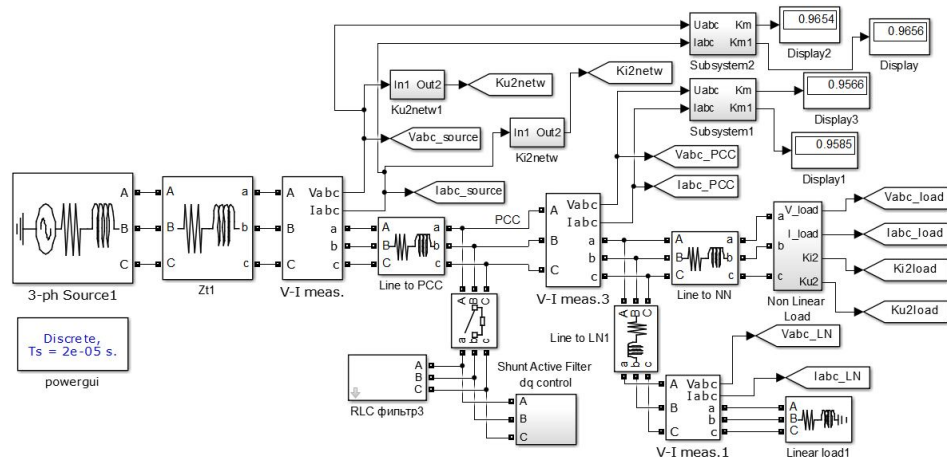 Uabc Km
Iabc Km1
Subsystem2
0.9654
Display2
0.9656
Display
In1 Out2
Ku2netw1
Ku2netw
Ki2netw
Uabc Km
Iabc Km1
Subsystem1
0.9566
Display3
0.9585
Display1
Vabc_source
In1 Out2
Ki2netw
Iabc_source
Vabc_PCC
Iabc_PCC
A
B
C
3-ph Source1
A a
B b
C c
Zt1
A Vabc
Iabc
B a
b
C c
V-I meas.
A a
B b
C c
Line to PCC
PCC
A Vabc
Iabc
B a
b
C c
V-I meas.3
A a
B b
C c
Line to NN
V_load
a I_load
b Ki2
c Ku2
Non Linear
Load
Vabc_load
Iabc_load
Ki2load
Ku2load
Discrete,
Ts = 2e-05 s.
powergui
A B C
a b c
A
B
C
RLC фильтр3
Shunt Active Filter
dq control
A
B
C
Line to LN1
A B C
a b c
A Vabc
Iabc
B a
b
C c
V-I meas.1
Vabc_LN
Iabc_LN
A
B
C
Linear load1